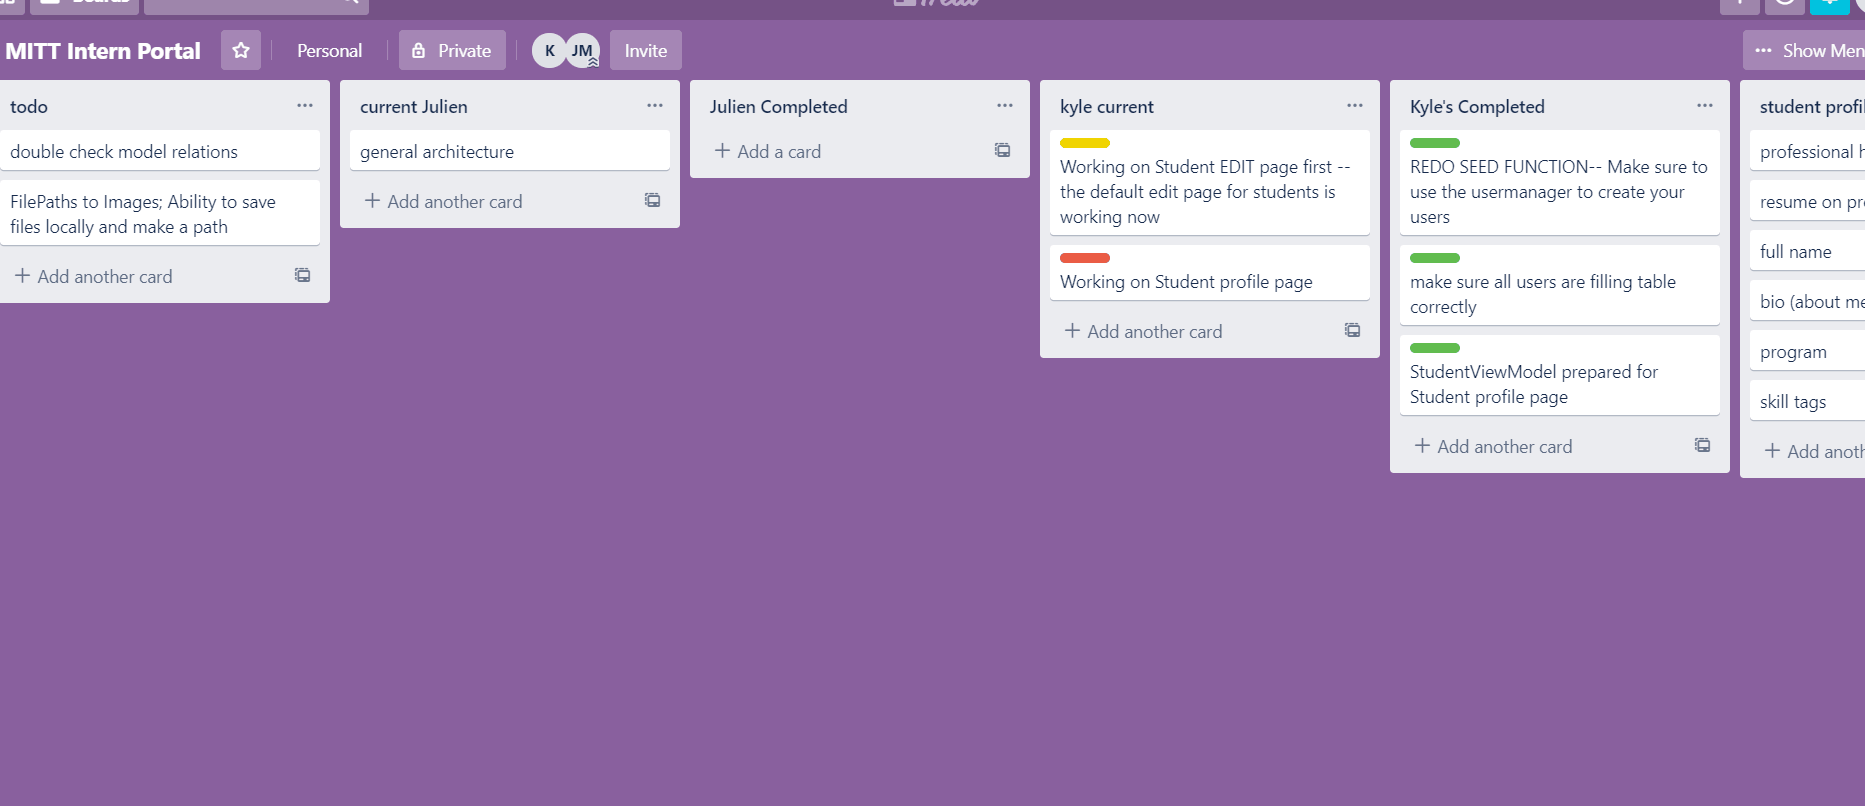 Boards
MITT Intern Portal
Personal
Private
K
JM
Invite
Show Men
todo
double check model relations
FilePaths to Images; Ability to save
files locally and make a path
Add another card
current Julien
general architecture
Add another card
Julien Completed
Add a card
kyle current
Working on Student EDIT page first --
the default edit page for students is
working now
Working on Student profile page
Add another card
Kyle's Completed
REDO SEED FUNCTION-- Make sure to
use the usermanager to create your
users
make sure all users are filling table
correctly
StudentViewModel prepared for
Student profile page
Add another card
student profil
professional h
resume on pr
full name
bio (about me
program
skill tags
Add anoth